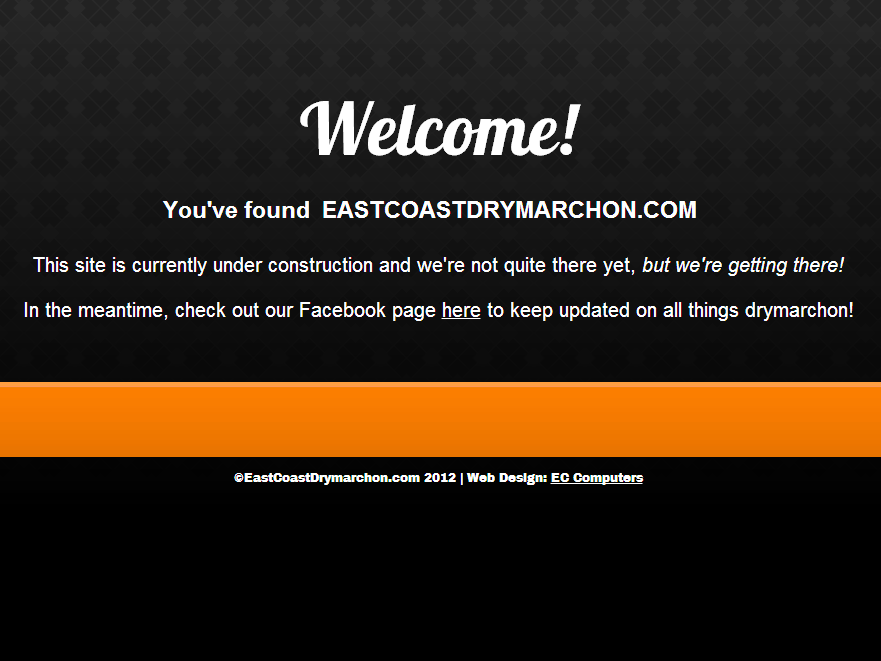 Welcome!
You've found EASTCOASTDRYMARCHON.COM
This site is currently under construction and we're not quite there yet, but we're getting there!
In the meantime, check out our Facebook page here to keep updated on all things drymarchon!
©EastCoastDrymarchon.com 2012 | Web Design: EC Computers